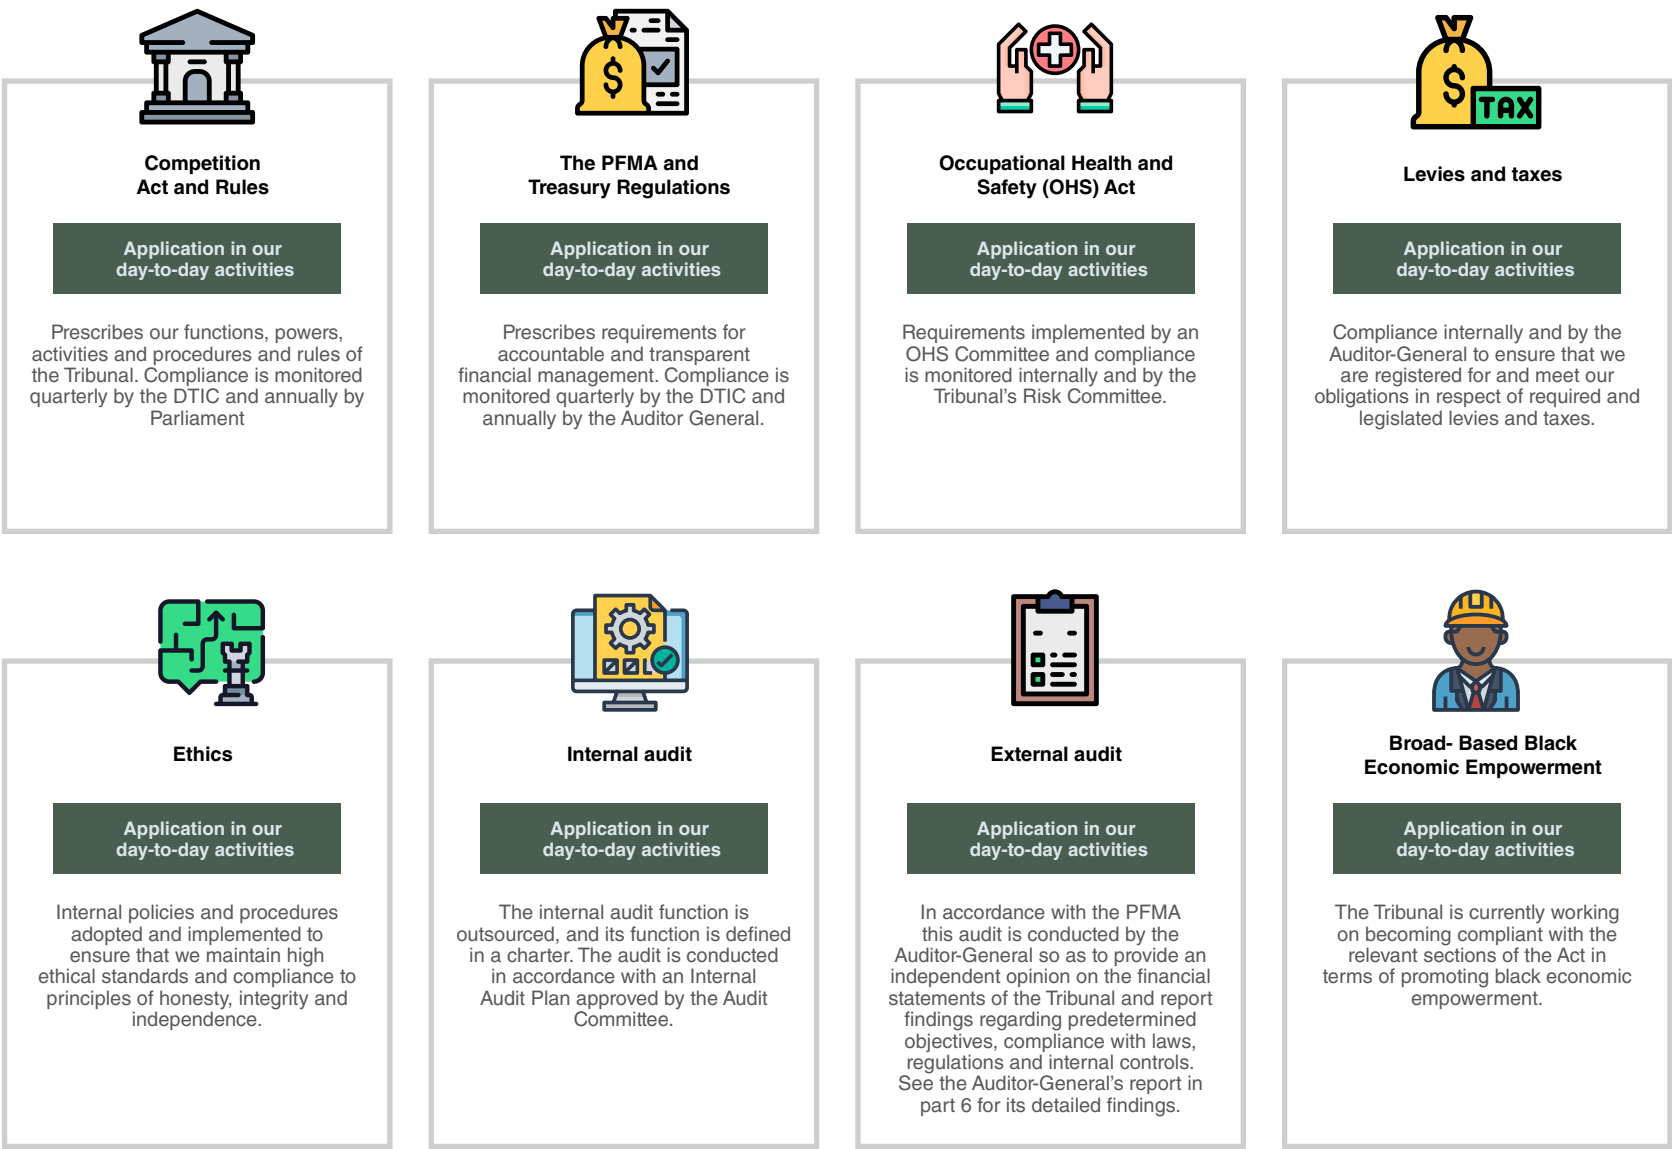 Competition
Act and Rules
Application in our
day-to-day activities
Prescribes our functions, powers,
activities and procedures and rules of
the Tribunal. Compliance is monitored
quarterly by the DTIC and annually by
Parliament
The PFMA and
Treasury Regulations
Application in our
day-to-day activities
Prescribes requirements for
accountable and transparent
financial management. Compliance is
monitored quarterly by the DTIC and
annually by the Auditor General.
Occupational Health and
Safety (OHS) Act
Application in our
day-to-day activities
Requirements implemented by an
OHS Committee and compliance
is monitored internally and by the
Tribunal's Risk Committee.
TAX
Levies and taxes
Application in our
day-to-day activities
Compliance internally and by the
Auditor-General to ensure that we
are registered for and meet our
obligations in respect of required and
legislated levies and taxes.
Ethics
Application in our
day-to-day activities
Internal policies and procedures
adopted and implemented to
ensure that we maintain high
ethical standards and compliance to
principles of honesty, integrity and
independence.
Internal audit
Application in our
day-to-day activities
The internal audit function is
outsourced, and its function is defined
in a charter. The audit is conducted
in accordance with an Internal
Audit Plan approved by the Audit
Committee.
External audit
Application in our
day-to-day activities
In accordance with the PFMA
this audit is conducted by the
Auditor-General so as to provide an
independent opinion on the financial
statements of the Tribunal and report
findings regarding predetermined
objectives, compliance with laws,
regulations and internal controls.
See the Auditor-General's report in
part 6 for its detailed findings.
Broad- Based Black
Economic Empowerment
Application in our
day-to-day activities
The Tribunal is currently working
on becoming compliant with the
relevant sections of the Act in
terms of promoting black economic
empowerment.